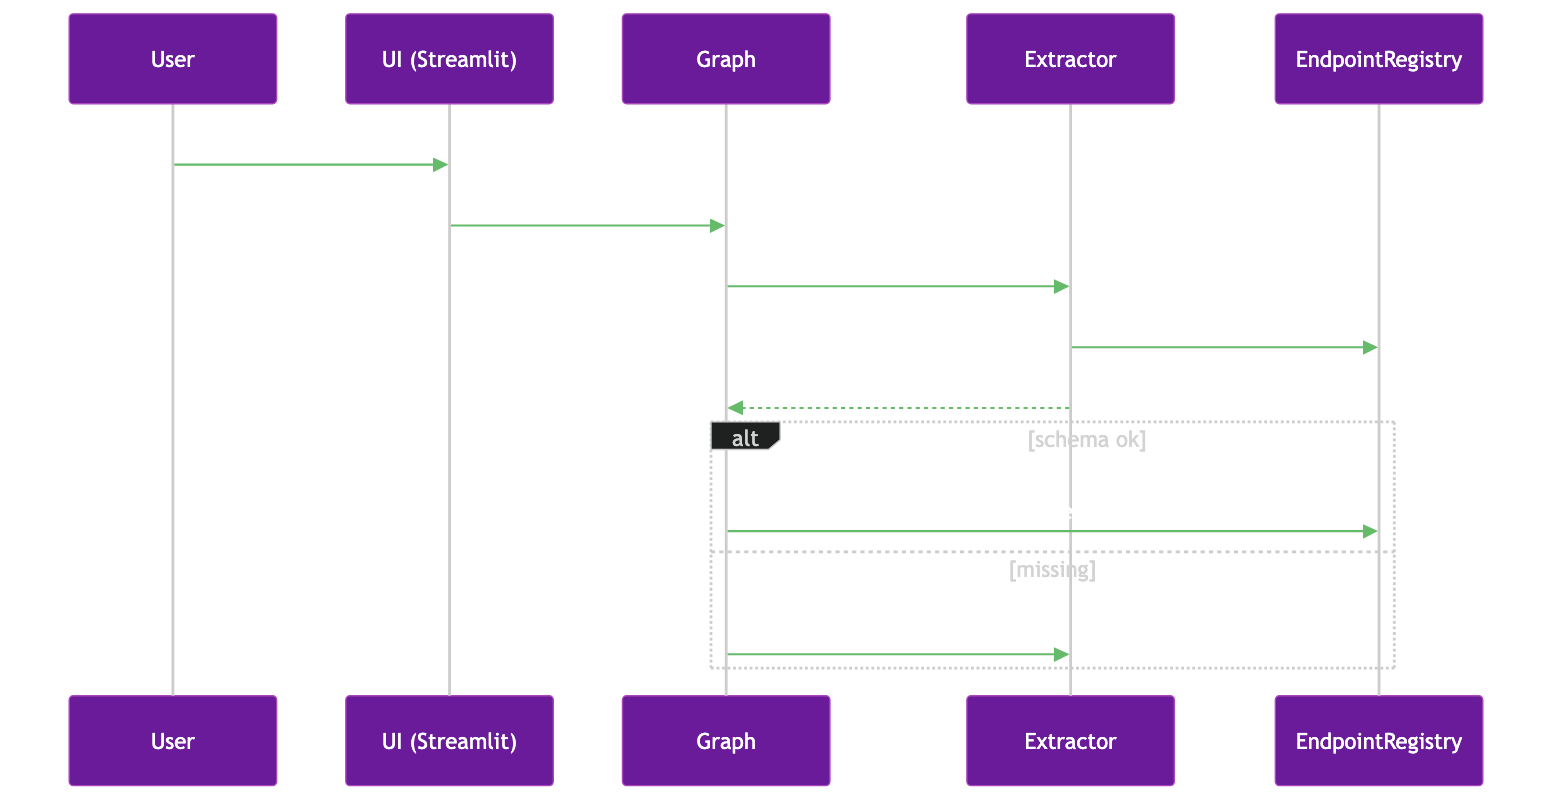 User
UI (Streamlit)
Graph
Extractor
EndpointRegistry
alt
[schema ok]
[missing]
User
UI (Streamlit)
Graph
Extractor
EndpointRegistry